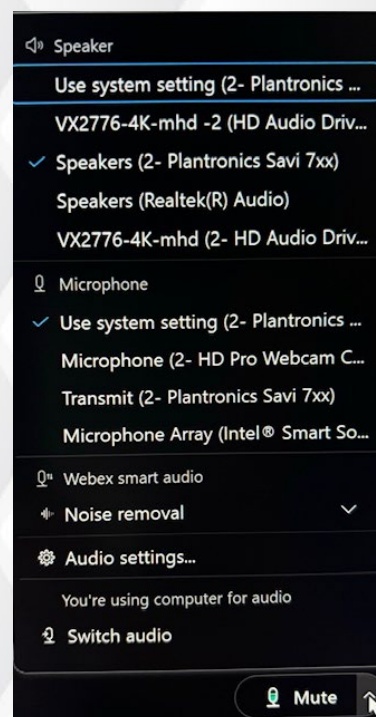 Speaker
Use system setting (2- Plantronics ...
VX2776-4K-mhd -2 (HD Audio Driv...
Speakers (2- Plantronics Savi 7xx)
Speakers (Realtek(R) Audio)
VX2776-4K-mhd (2- HD Audio Driv...
Microphone
Use system setting (2- Plantronics ...
Microphone (2- HD Pro Webcam C...
Transmit (2- Plantronics Savi 7xx)
Microphone Array (Intel® Smart So...
Webex smart audio
Noise removal
Audio settings...
You're using computer for audio
Switch audio
Mute